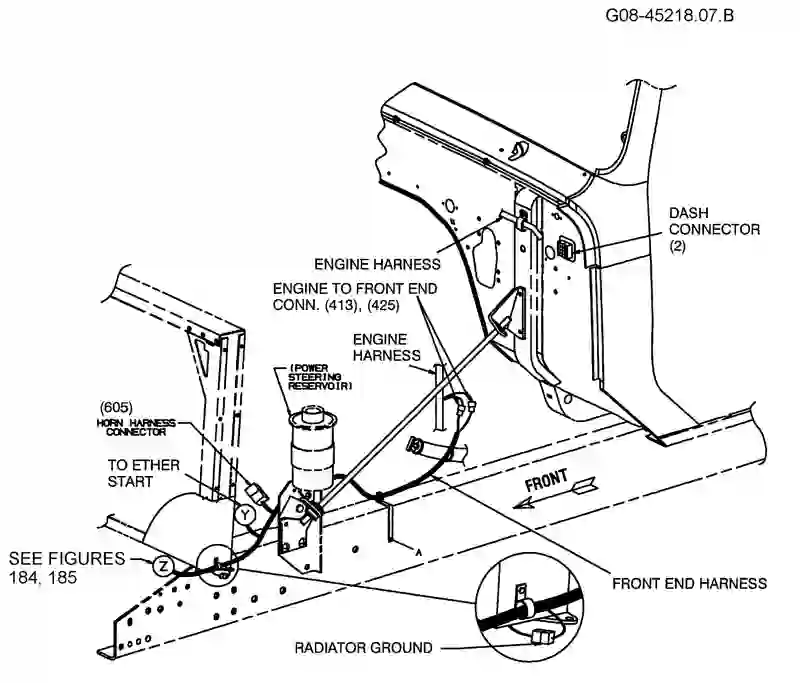 G08-45218.07.B
DASH
CONNECTOR
(2)
ENGINE HARNESS
ENGINE TO FRONT END
CONN. (413), (425)
ENGINE
HARNESS
(POWER
STEERING
RESERVOIR)
(605)
HORN HARNESS
CONNECTOR
TO ETHER
START
Y
FRONT
A
SEE FIGURES
184, 185
Z
FRONT END HARNESS
RADIATOR GROUND